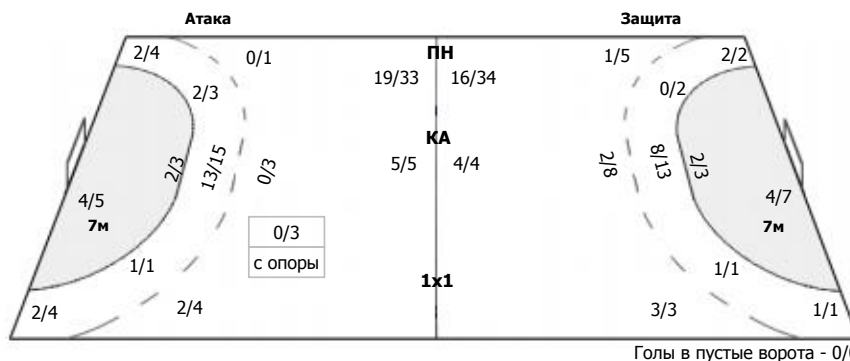 Атака
Защита
2/4
0/1
ПН
1/5
2/2
19/33
16/34
2/3
0/2
КА
2/3
13/15
0/3
5/5
4/4
2/8
8/13
2/3
4/5
7м
4/7
7м
0/3
с опоры
1/1
1x1
1/1
2/4
2/4
3/3
1/1
Голы в пустые ворота - 0/